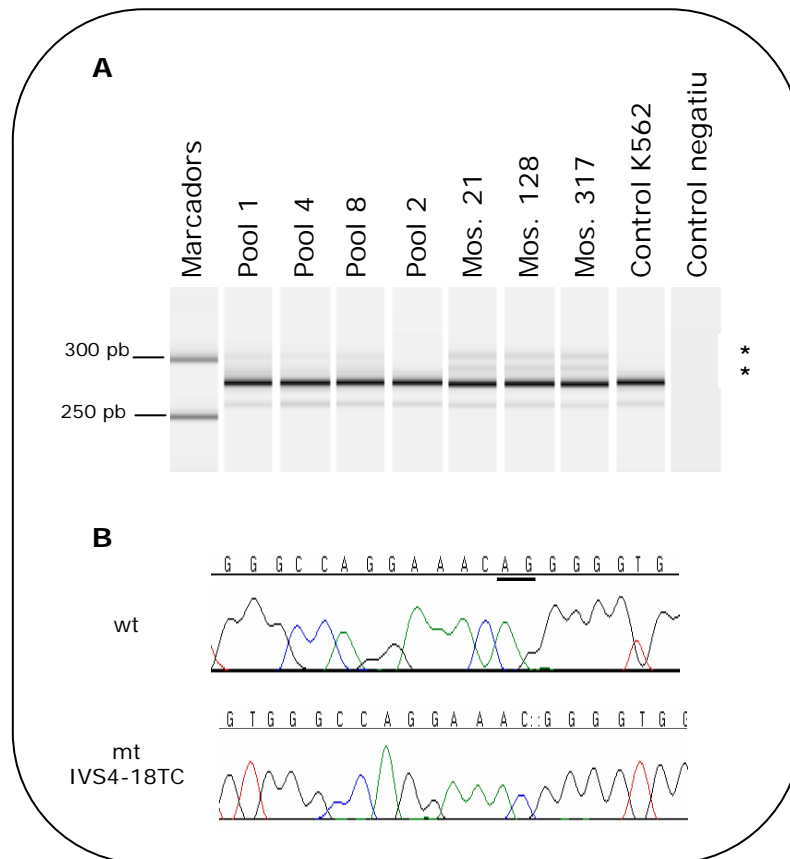 A
Marcadors
Pool 1
Pool 4
Pool 8
Pool 2
Mos. 21
Mos. 128
Mos. 317
Control K562
Control negatiu
300 pb
*
*
250 pb
B
G G G C C A G G A A A C A G G G G G T G
wt
G T G G G C C A G G A A A C : : G G G G T G G
mt
IVS4-18TC